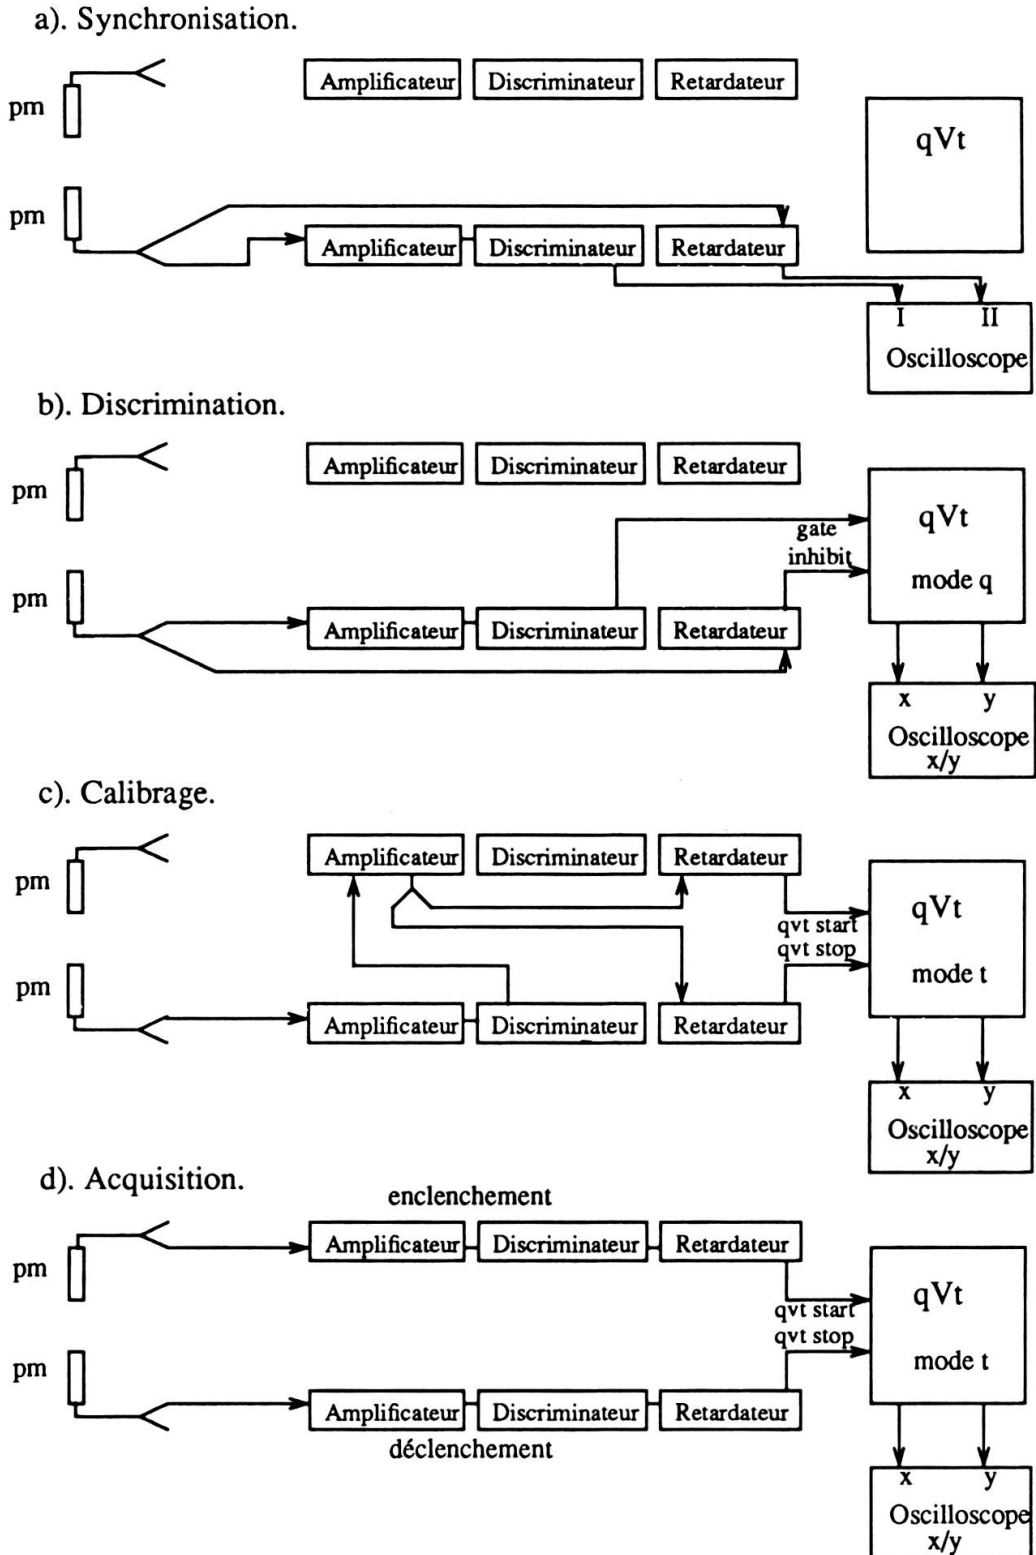 a). Synchronisation.
Amplificateur Discriminateur Retardateur
pm
qVt
pm
Amplificateur Discriminateur Retardateur
I II
Oscilloscope
b). Discrimination.
Amplificateur Discriminateur Retardateur
pm
qVt
gate
inhibit
mode q
pm
Amplificateur Discriminateur Retardateur
x y
Oscilloscope
x/y
c). Calibrage.
Amplificateur Discriminateur Retardateur
pm
qVt
qvt start
qvt stop
mode t
pm
Amplificateur Discriminateur Retardateur
x y
Oscilloscope
x/y
d). Acquisition.
enclenchement
Amplificateur Discriminateur Retardateur
pm
qVt
qvt start
qvt stop
mode t
pm
Amplificateur Discriminateur Retardateur
déclenchement
x y
Oscilloscope
x/y